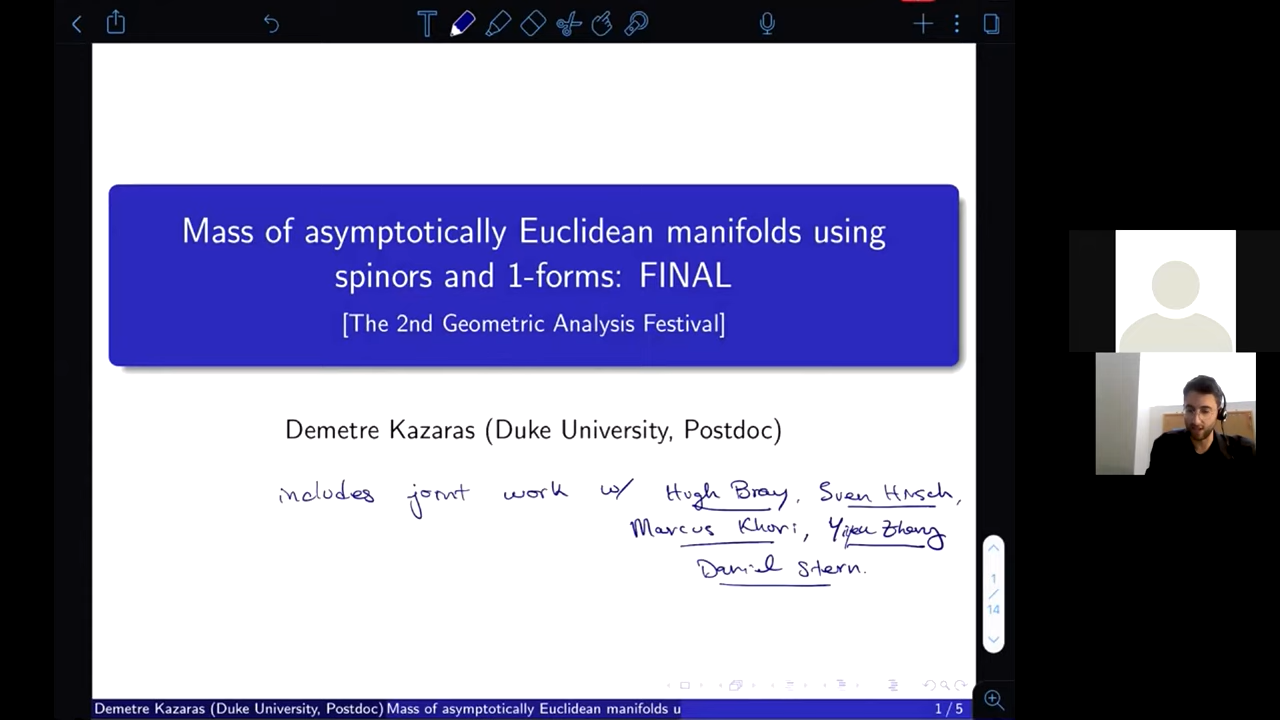 Mass of asymptotically Euclidean manifolds using
spinors and 1-forms: FINAL
[The 2nd Geometric Analysis Festival]
Demetre Kazaras (Duke University, Postdoc)
includes joint work w/ Hugh Bray, Sven Hirsch,
Marcus Khuri, Yiyue Zhang
Daniel Stern.
1
/
14
Demetre Kazaras (Duke University, Postdoc) Mass of asymptotically Euclidean manifolds u 1 / 5